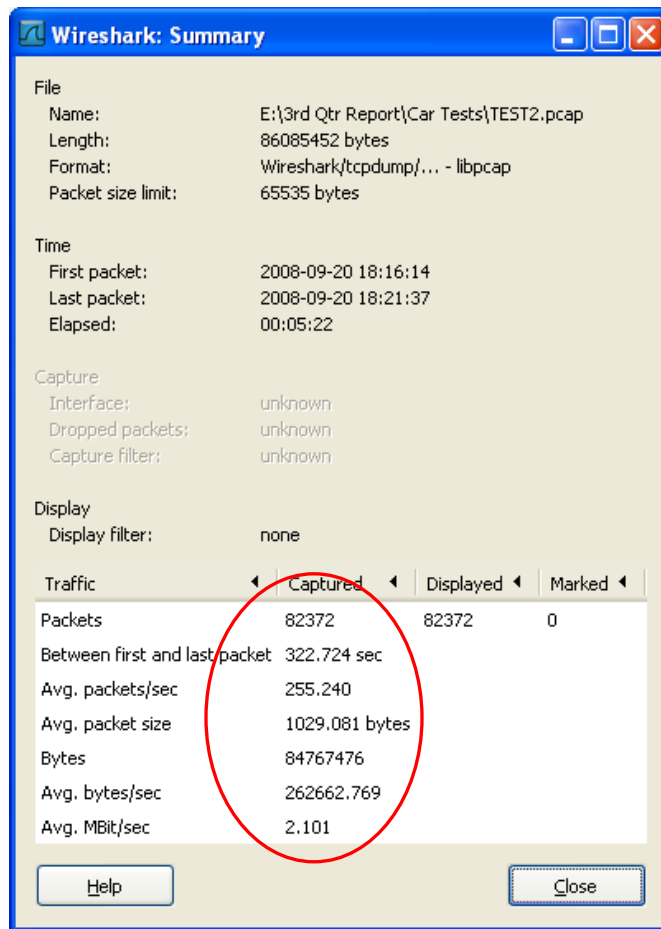 Wireshark: Summary
File
Name: E:\3rd Qtr Report\Car Tests\TEST2.pcap
Length: 86085452 bytes
Format: Wireshark/tcpdump/... - libpcap
Packet size limit: 65535 bytes
Time
First packet: 2008-09-20 18:16:14
Last packet: 2008-09-20 18:21:37
Elapsed: 00:05:22
Capture
Interface: unknown
Dropped packets: unknown
Capture filter: unknown
Display
Display filter: none
Traffic Captured Displayed Marked
Packets 82372 82372 0
Between first and last packet 322.724 sec
Avg. packets/sec 255.240
Avg. packet size 1029.081 bytes
Bytes 84767476
Avg. bytes/sec 262662.769
Avg. MBit/sec 2.101
Help Close